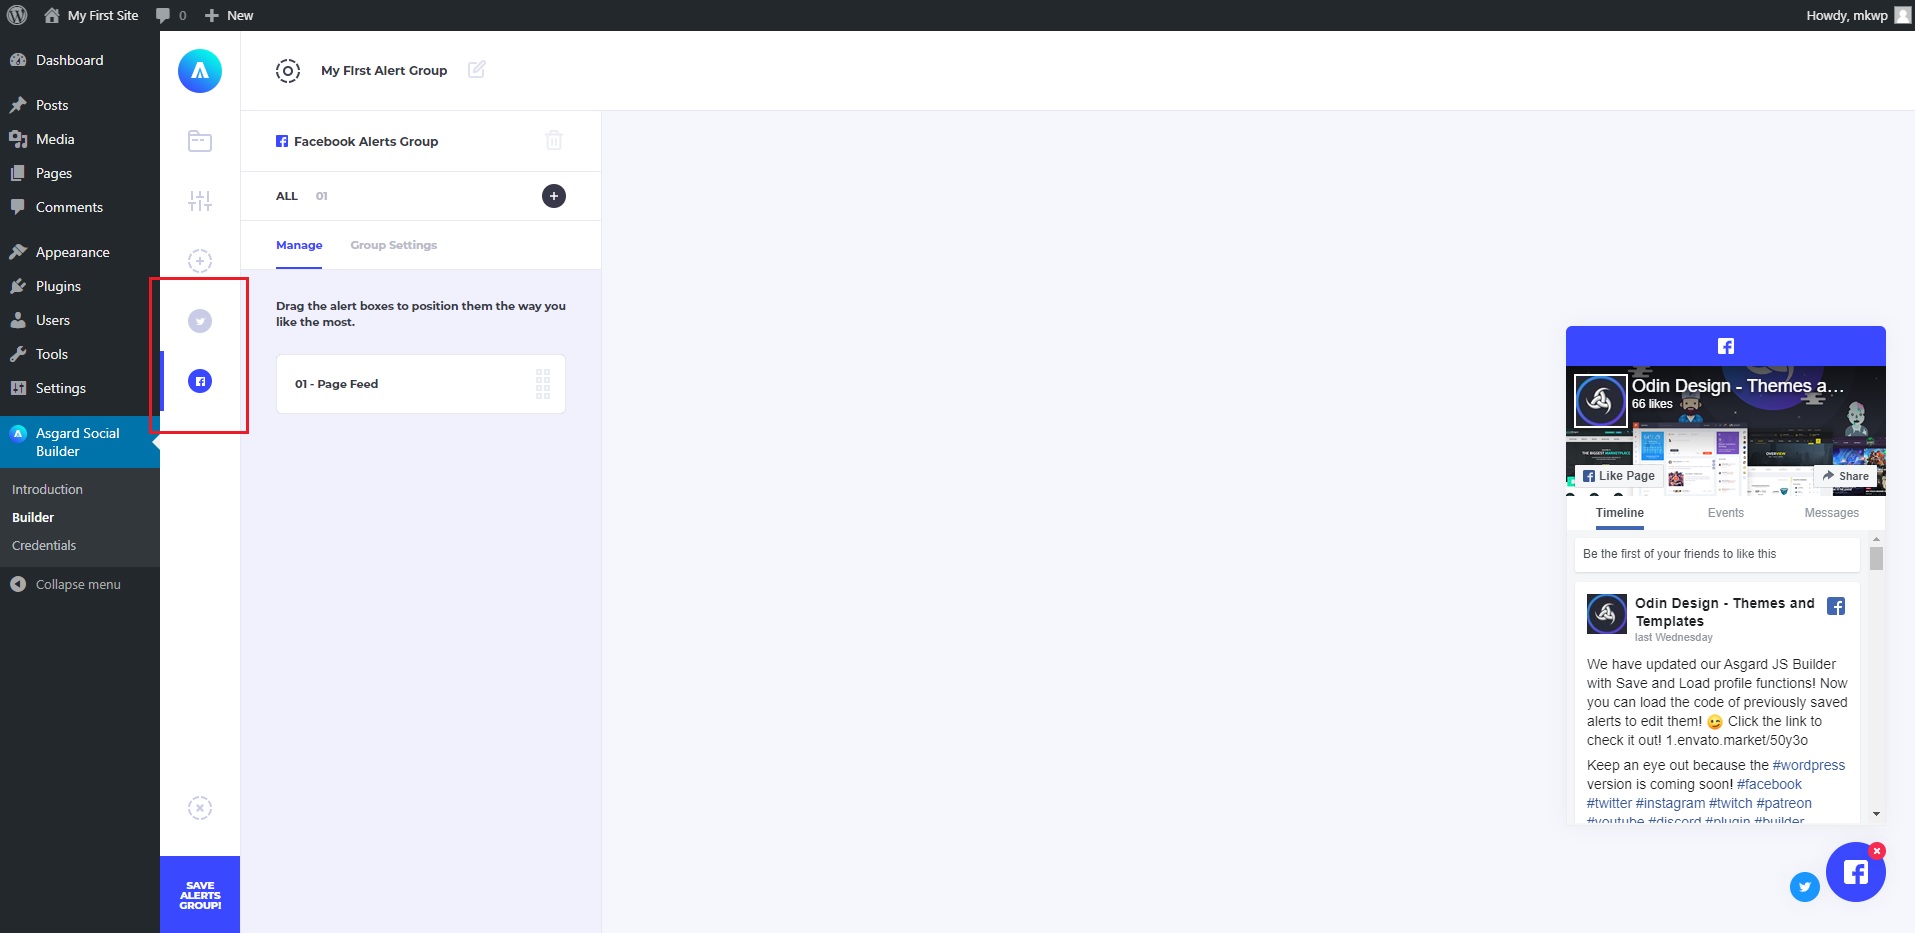 My First Site
0
New
Howdy, mkwp
Dashboard
Posts
Media
Pages
Comments
Appearance
Plugins
Users
Tools
Settings
Asgard Social
Builder
Introduction
Builder
Credentials
Collapse menu
SAVE
ALERTS
GROUP!
My FIrst Alert Group
Facebook Alerts Group
ALL 01
Manage
Group Settings
Drag the alert boxes to position them the way you
like the most.
01 - Page Feed
Odin Design - Themes a...
66 likes
Like Page
Share
Timeline
Events
Messages
Be the first of your friends to like this
Odin Design - Themes and
Templates
last Wednesday
We have updated our Asgard JS Builder
with Save and Load profile functions! Now
you can load the code of previously saved
alerts to edit them! 😉 Click the link to
check it out! 1.envato.market/50y3o
Keep an eye out because the #wordpress
version is coming soon! #facebook
#twitter #instagram #twitch #patreon
#youtube #discord #plugin #builder